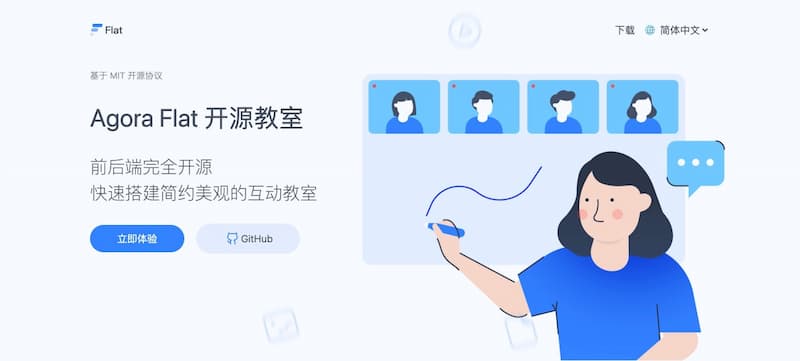 Flat
下载
简体中文
基于 MIT 开源协议
Agora Flat 开源教室
前后端完全开源
快速搭建简约美观的互动教室
立即体验
GitHub